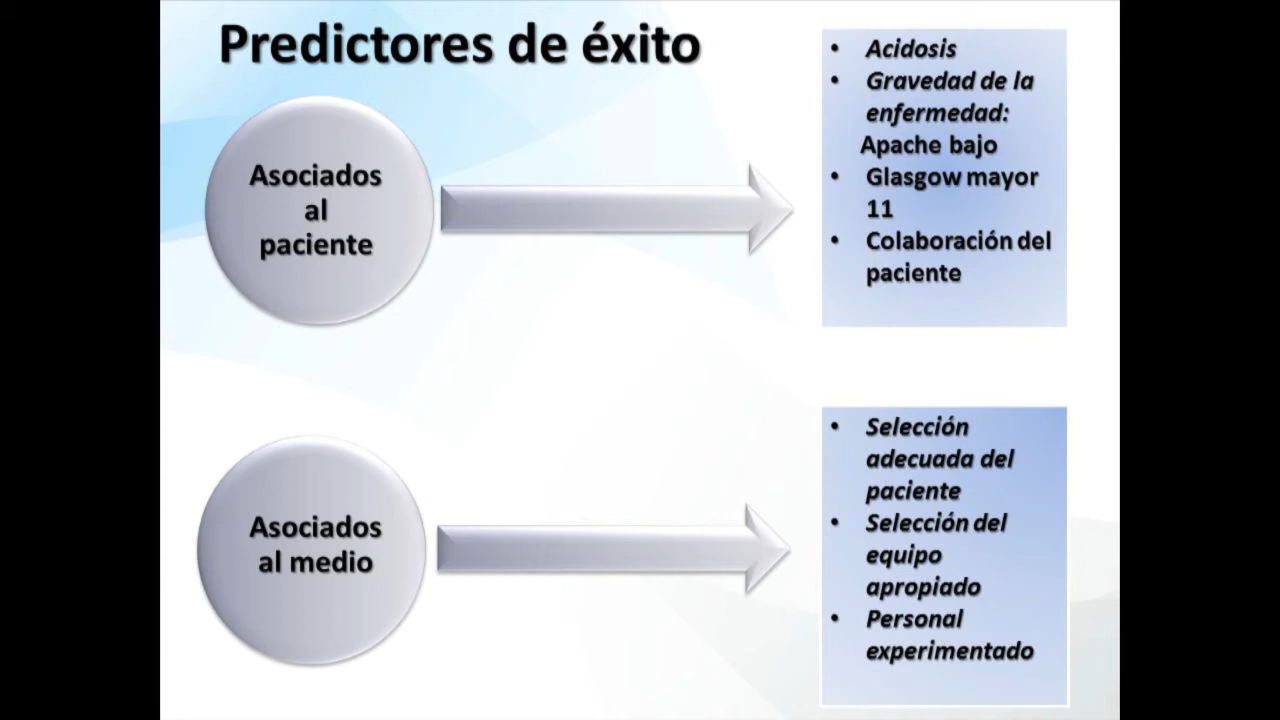 Predictores de éxito
Asociados
al
paciente
• Acidosis
• Gravedad de la
enfermedad:
Apache bajo
• Glasgow mayor
11
• Colaboración del
paciente
Asociados
al medio
• Selección
adecuada del
paciente
• Selección del
equipo
apropiado
• Personal
experimentado